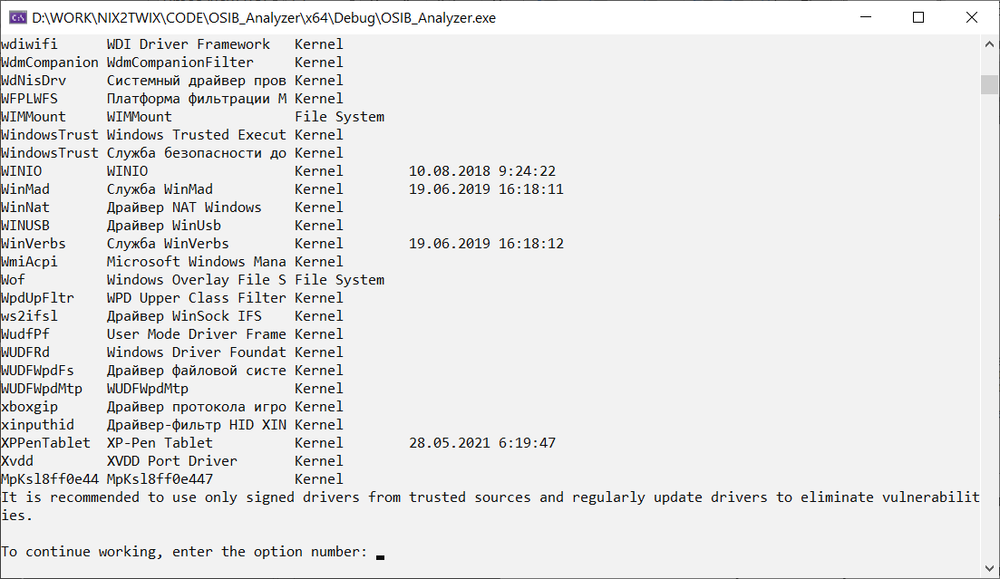 D:\WORK\NIX2TWIX\CODE\OSIB_Analyzer\x64\Debug\OSIB_Analyzer.exe
wdiwifi WDI Driver Framework Kernel
WdmCompanion WdmCompanionFilter Kernel
WdNisDrv Системный драйвер пров Kernel
WFPLWFS Платформа фильтрации M Kernel
WIMMount WIMMount File System
WindowsTrust Windows Trusted Execut Kernel
WindowsTrust Служба безопасности до Kernel
WINIO WINIO Kernel 10.08.2018 9:24:22
WinMad Служба WinMad Kernel 19.06.2019 16:18:11
WinNat Драйвер NAT Windows Kernel
WINUSB Драйвер WinUsb Kernel
WinVerbs Служба WinVerbs Kernel 19.06.2019 16:18:12
WmiAcpi Microsoft Windows Mana Kernel
Wof Windows Overlay File S File System
WpdUpFltr WPD Upper Class Filter Kernel
ws2ifsl Драйвер WinSock IFS Kernel
WudfPf User Mode Driver Frame Kernel
WUDFRd Windows Driver Foundat Kernel
WUDFWpdFs Драйвер файловой систе Kernel
WUDFWpdMtp WUDFWpdMtp Kernel
xboxgip Драйвер протокола игро Kernel
xinputhid Драйвер-фильтр HID XIN Kernel
XPPenTablet XP-Pen Tablet Kernel 28.05.2021 6:19:47
Xvdd XVDD Port Driver Kernel
MpKsl8ff0e44 MpKsl8ff0e447 Kernel
It is recommended to use only signed drivers from trusted sources and regularly update drivers to eliminate vulnerabilit
ies.
To continue working, enter the option number: